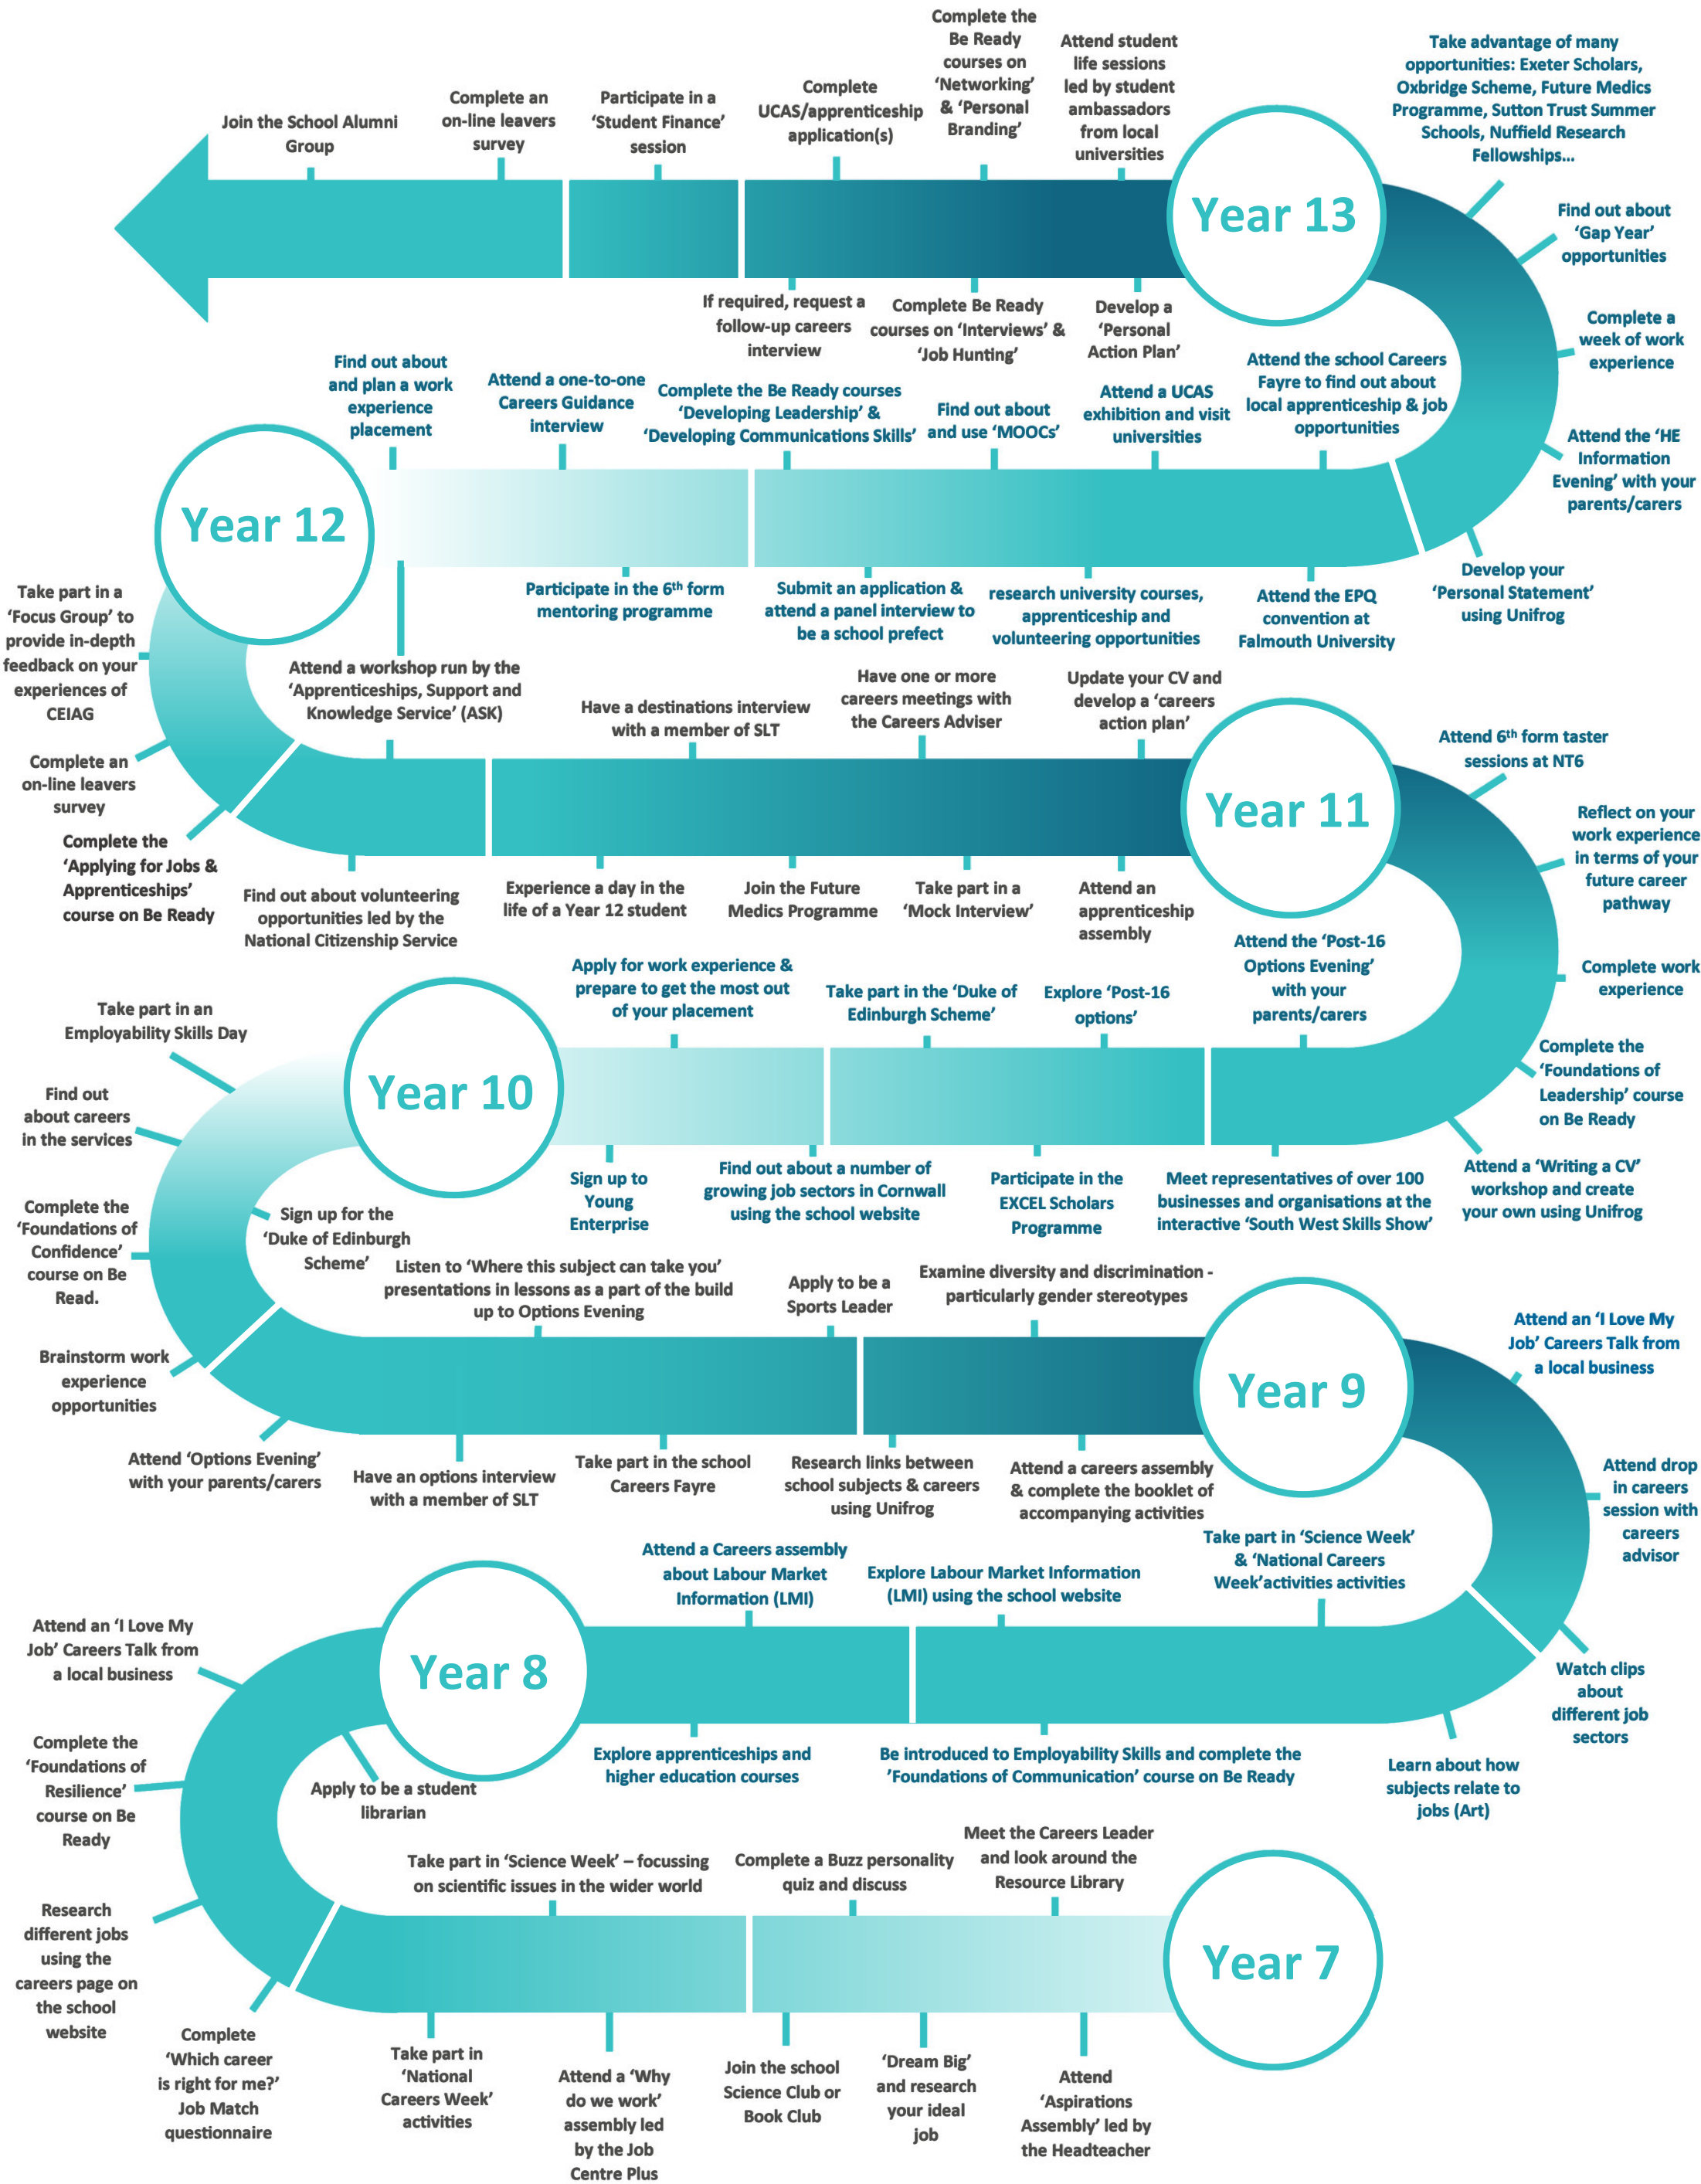 Complete the
Be Ready
courses on
‘Networking’
& ‘Personal
Branding’
Attend student
life sessions
led by student
ambassadors
from local
universities
Take advantage of many
opportunities: Exeter Scholars,
Oxbridge Scheme, Future Medics
Programme, Sutton Trust Summer
Schools, Nuffield Research
Fellowships...
Join the School Alumni
Group
Complete an
on-line leavers
survey
Participate in a
‘Student Finance’
session
Complete
UCAS/apprenticeship
application(s)
Year 13
Find out about
‘Gap Year’
opportunities
Complete a
week of work
experience
Attend the ‘HE
Information
Evening’ with your
parents/carers
Develop your
‘Personal Statement’
using Unifrog
If required, request a
follow-up careers
interview
Complete Be Ready
courses on ‘Interviews’ &
‘Job Hunting’
Develop a
‘Personal
Action Plan’
Find out about
and plan a work
experience
placement
Attend a one-to-one
Careers Guidance
interview
Complete the Be Ready courses
‘Developing Leadership’ &
‘Developing Communications Skills’
Find out about
and use ‘MOOCs’
Attend a UCAS
exhibition and visit
universities
Attend the school Careers
Fayre to find out about
local apprenticeship & job
opportunities
Year 12
Participate in the 6th form
mentoring programme
Submit an application &
attend a panel interview to
be a school prefect
research university courses,
apprenticeship and
volunteering opportunities
Attend the EPQ
convention at
Falmouth University
Take part in a
‘Focus Group’ to
provide in-depth
feedback on your
experiences of
CEIAG
Complete an
on-line leavers
survey
Complete the
‘Applying for Jobs &
Apprenticeships’
course on Be Ready
Attend a workshop run by the
‘Apprenticeships, Support and
Knowledge Service’ (ASK)
Have a destinations interview
with a member of SLT
Have one or more
careers meetings with
the Careers Adviser
Update your CV and
develop a ‘careers
action plan’
Year 11
Attend 6th form taster
sessions at NT6
Reflect on your
work experience
in terms of your
future career
pathway
Complete work
experience
Complete the
‘Foundations of
Leadership’ course
on Be Ready
Attend a ‘Writing a CV’
workshop and create
your own using Unifrog
Find out about volunteering
opportunities led by the
National Citizenship Service
Experience a day in the
life of a Year 12 student
Join the Future
Medics Programme
Take part in a
‘Mock Interview’
Attend an
apprenticeship
assembly
Apply for work experience &
prepare to get the most out
of your placement
Take part in the ‘Duke of
Edinburgh Scheme’
Explore ‘Post-16
options’
Attend the ‘Post-16
Options Evening’
with your
parents/carers
Year 10
Sign up to
Young
Enterprise
Find out about a number of
growing job sectors in Cornwall
using the school website
Participate in the
EXCEL Scholars
Programme
Meet representatives of over 100
businesses and organisations at the
interactive ‘South West Skills Show’
Take part in an
Employability Skills Day
Find out
about careers
in the services
Complete the
‘Foundations of
Confidence’
course on Be
Read.
Sign up for the
‘Duke of Edinburgh
Scheme’
Brainstorm work
experience
opportunities
Attend ‘Options Evening’
with your parents/carers
Listen to ‘Where this subject can take you’
presentations in lessons as a part of the build
up to Options Evening
Apply to be a
Sports Leader
Examine diversity and discrimination -
particularly gender stereotypes
Year 9
Attend an ‘I Love My
Job’ Careers Talk from
a local business
Attend drop
in careers
session with
careers
advisor
Watch clips
about
different job
sectors
Learn about how
subjects relate to
jobs (Art)
Have an options interview
with a member of SLT
Take part in the school
Careers Fayre
Research links between
school subjects & careers
using Unifrog
Attend a careers assembly
& complete the booklet of
accompanying activities
Attend a Careers assembly
about Labour Market
Information (LMI)
Explore Labour Market Information
(LMI) using the school website
Take part in ‘Science Week’
& ‘National Careers
Week’activities activities
Year 8
Explore apprenticeships and
higher education courses
Be introduced to Employability Skills and complete the
’Foundations of Communication’ course on Be Ready
Attend an ‘I Love My
Job’ Careers Talk from
a local business
Complete the
‘Foundations of
Resilience’
course on Be
Ready
Apply to be a student
librarian
Research
different jobs
using the
careers page on
the school
website
Complete
‘Which career
is right for me?’
Job Match
questionnaire
Take part in ‘Science Week’ – focussing
on scientific issues in the wider world
Complete a Buzz personality
quiz and discuss
Meet the Careers Leader
and look around the
Resource Library
Year 7
Take part in
‘National
Careers Week’
activities
Attend a ‘Why
do we work’
assembly led
by the Job
Centre Plus
Join the school
Science Club or
Book Club
‘Dream Big’
and research
your ideal
job
Attend
‘Aspirations
Assembly’ led by
the Headteacher